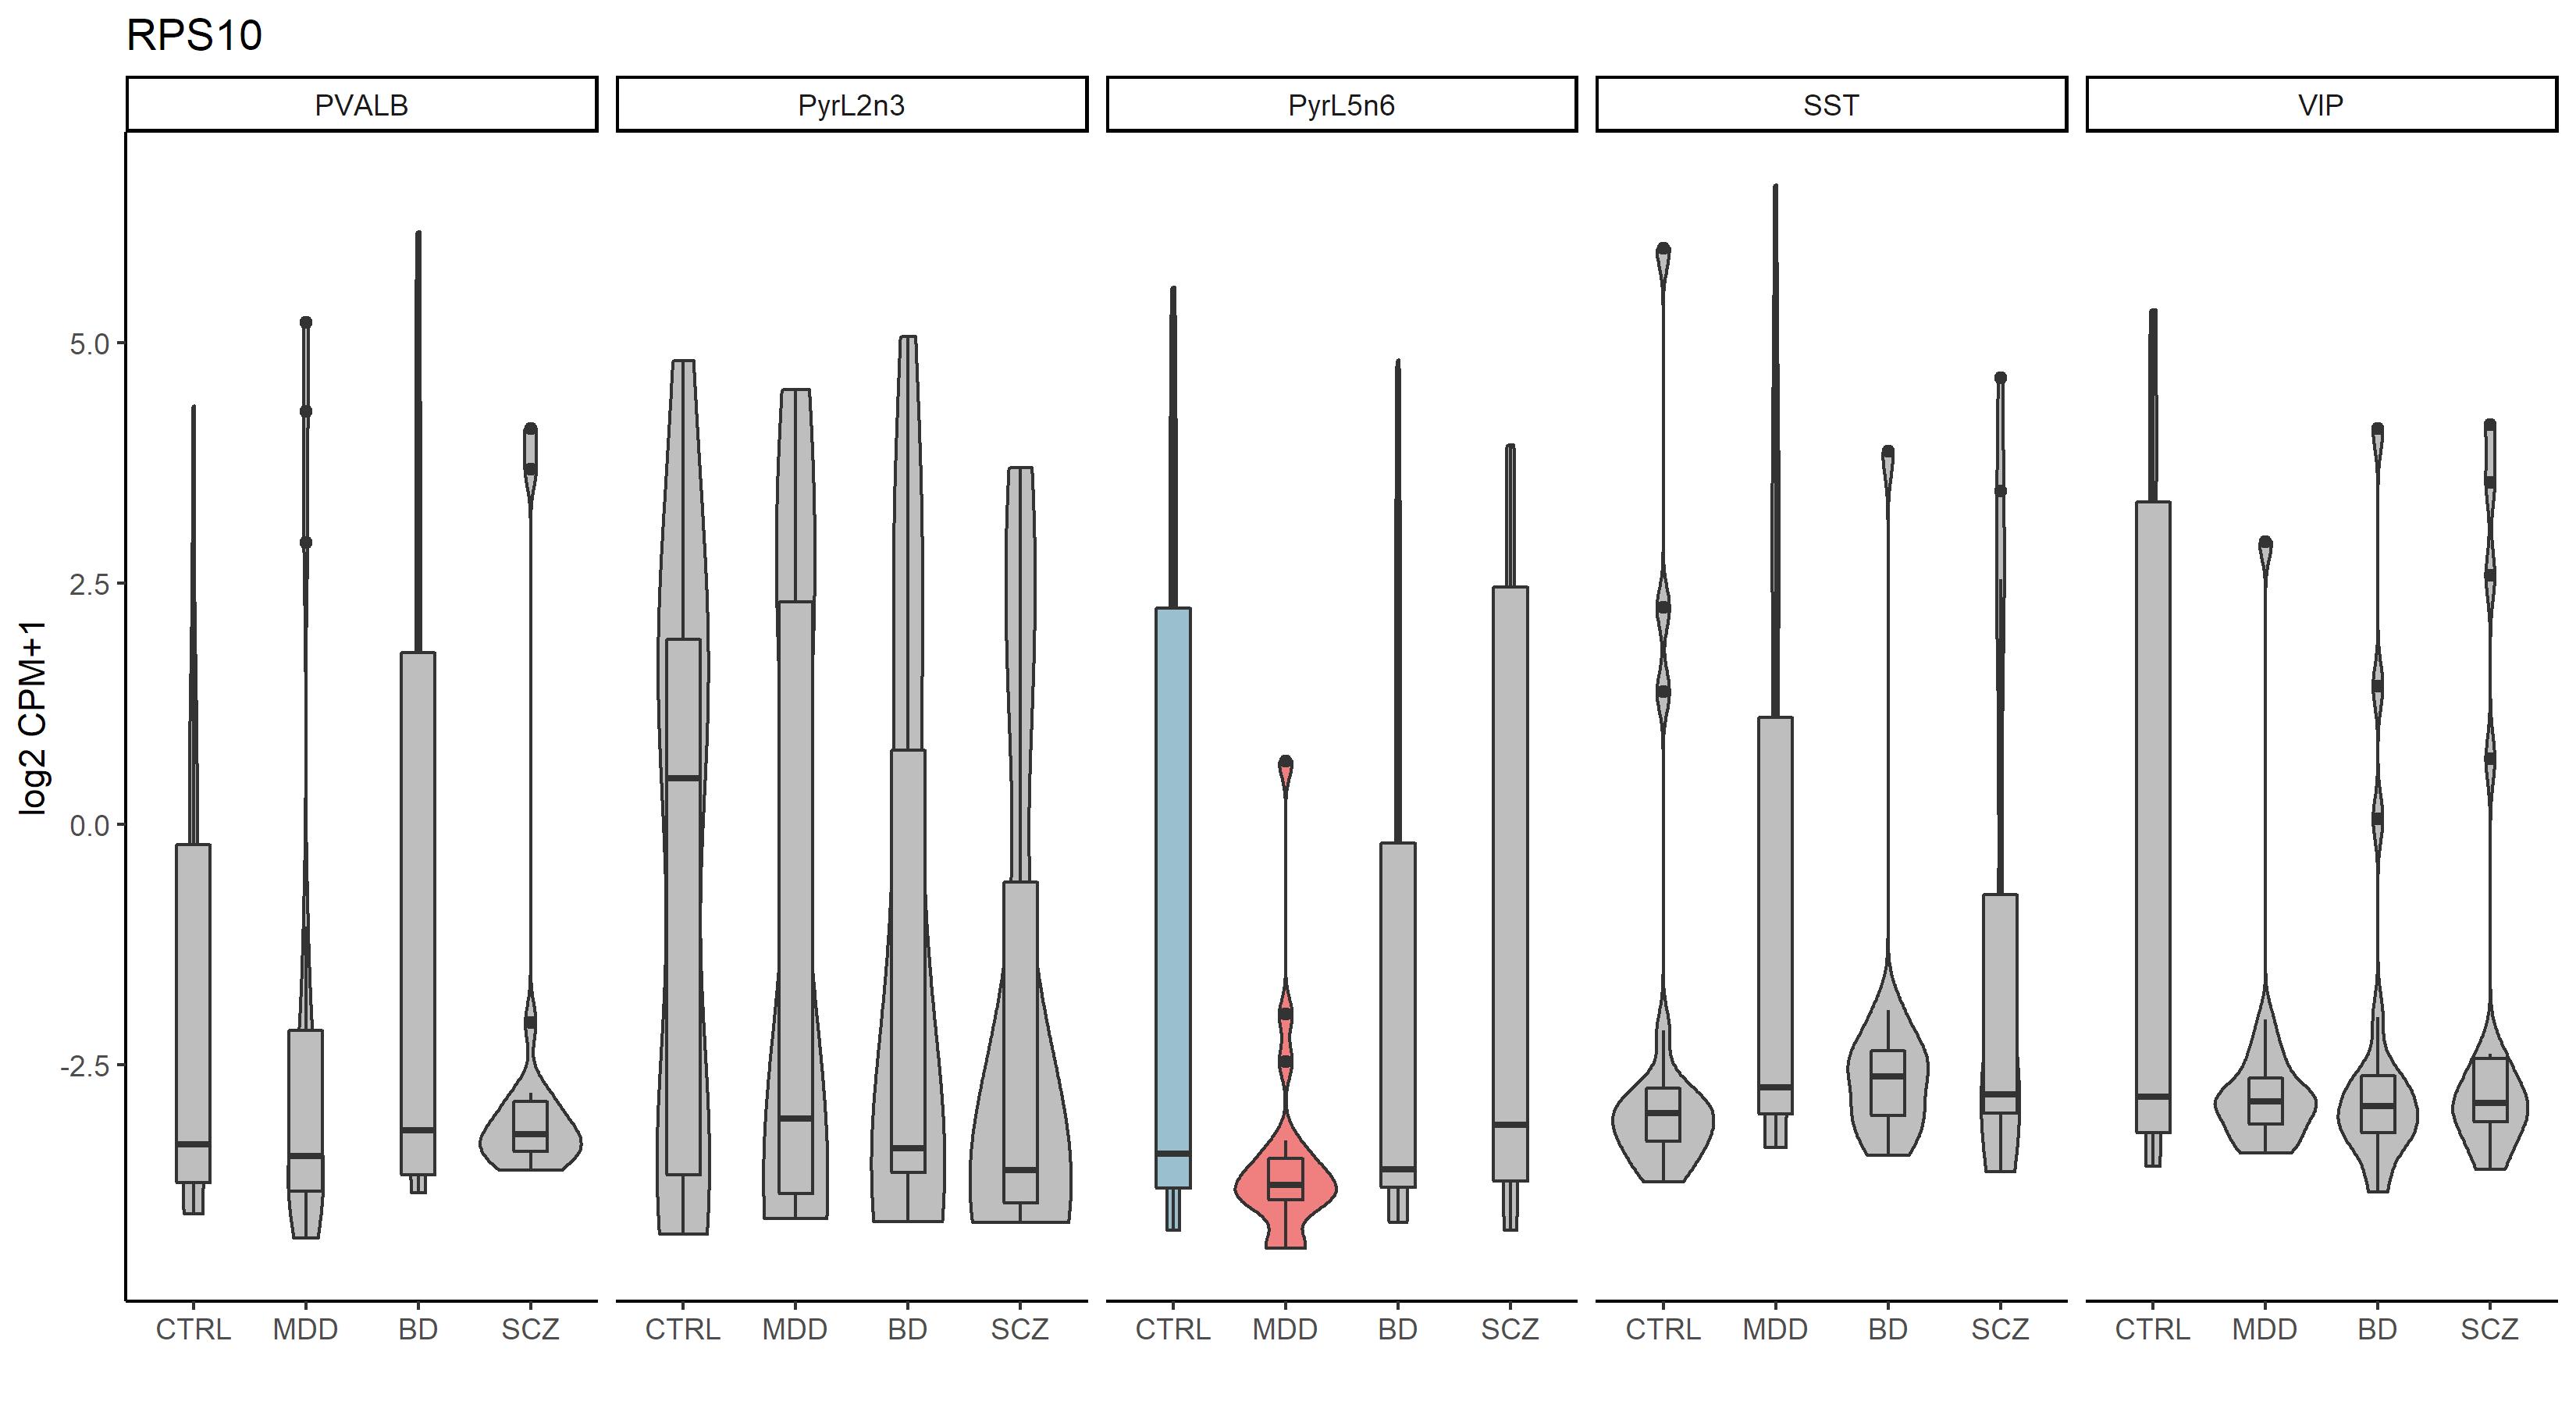 RPS10
PVALB PyrL2n3 PyrL5n6 SST VIP
log2 CPM+1
5.0
2.5
0.0
-2.5
CTRL MDD BD SCZ CTRL MDD BD SCZ CTRL MDD BD SCZ CTRL MDD BD SCZ CTRL MDD BD SCZ